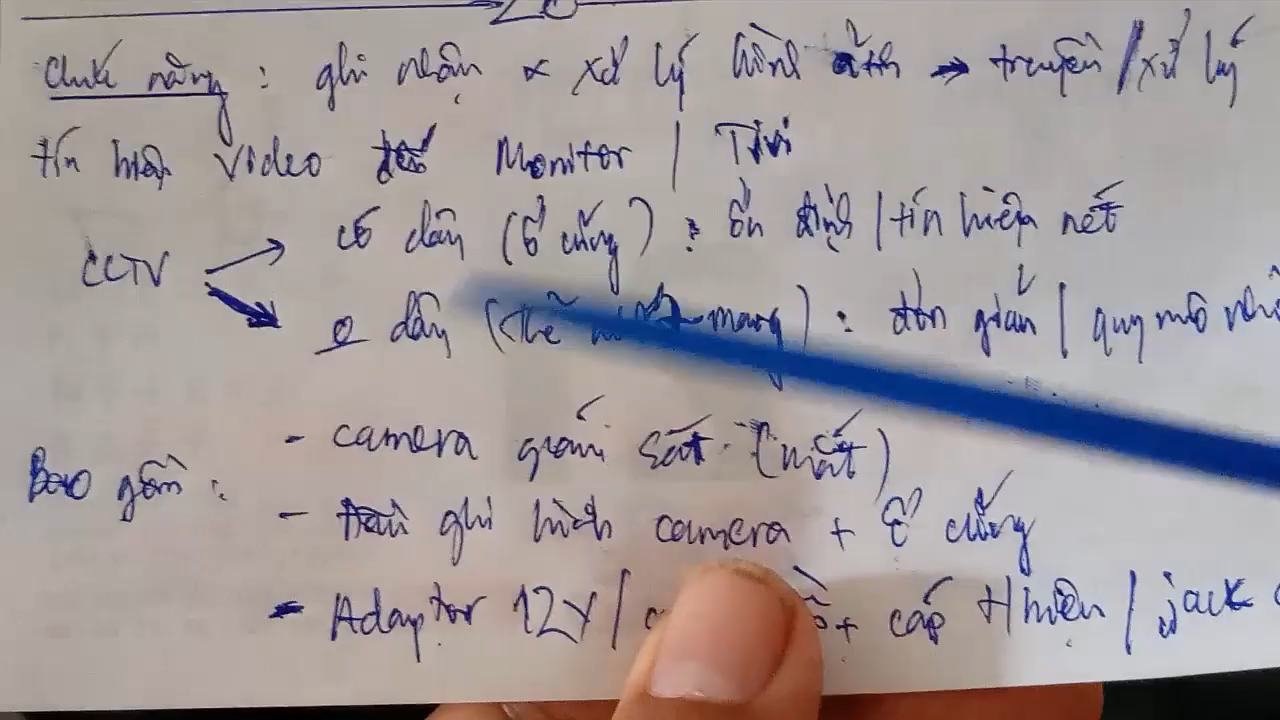 Chức năng : ghi nhận & xử lý hình ảnh → truyền / xử lý
tín hiệu video Monitor / Tivi
CCTV → có dây (ổ cứng) : ổn định / tín hiệu nét
→ 0 dây (thẻ mạng) : đơn giản / quy mô nhỏ
Bao gồm :
- camera giám sát (mắt)
- đầu ghi hình camera + ổ cứng
- Adaptor 12V / + cáp t/hiệu / jack